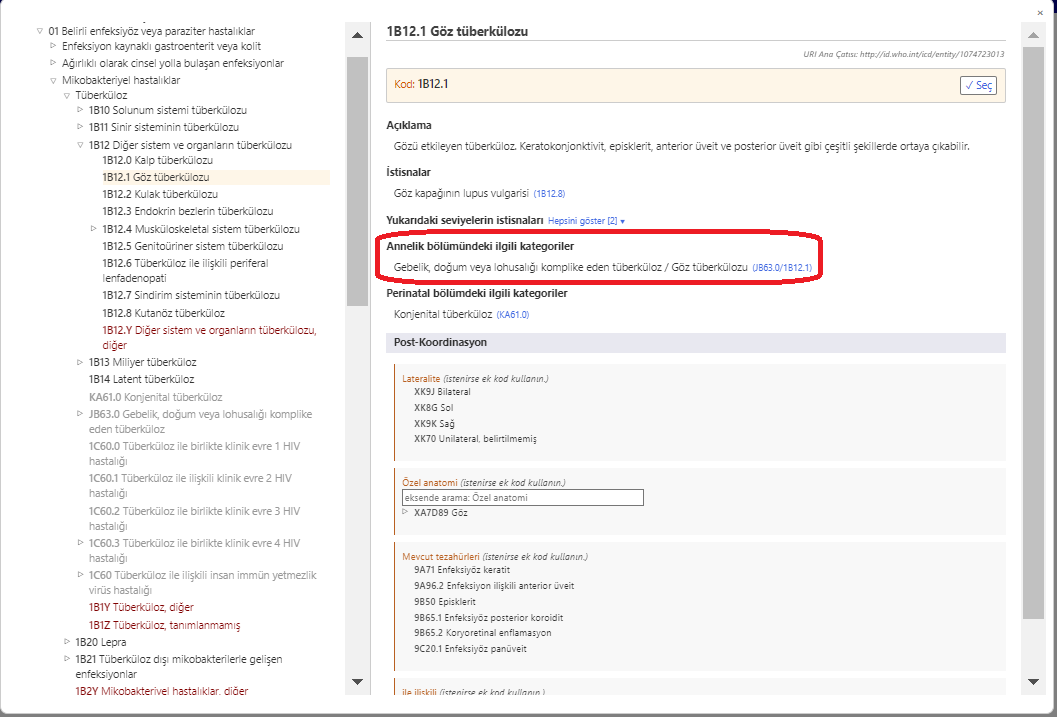 ×
01 Belirli enfeksiyöz veya paraziter hastalıklar
Enfeksiyon kaynaklı gastroenterit veya kolit
Ağırlıklı olarak cinsel yolla bulaşan enfeksiyonlar
Mikobakteriyel hastalıklar
Tüberküloz
1B10 Solunum sistemi tüberkülozu
1B11 Sinir sisteminin tüberkülozu
1B12 Diğer sistem ve organların tüberkülozu
1B12.0 Kalp tüberkülozu
1B12.1 Göz tüberkülozu
1B12.2 Kulak tüberkülozu
1B12.3 Endokrin bezlerin tüberkülozu
1B12.4 Musküloskeletal sistem tüberkülozu
1B12.5 Genitoüriner sistem tüberkülozu
1B12.6 Tüberküloz ile ilişkili periferal
lenfadenopati
1B12.7 Sindirim sisteminin tüberkülozu
1B12.8 Kutanöz tüberküloz
1B12.Y Diğer sistem ve organların tüberkülozu,
diğer
1B13 Miliyer tüberküloz
1B14 Latent tüberküloz
KA61.0 Konjenital tüberküloz
JB63.0 Gebelik, doğum veya lohusalığı komplike
eden tüberküloz
1C60.0 Tüberküloz ile birlikte klinik evre 1 HIV
hastalığı
1C60.1 Tüberküloz ile ilişkili klinik evre 2 HIV
hastalığı
1C60.2 Tüberküloz ile birlikte klinik evre 3 HIV
hastalığı
1C60.3 Tüberküloz ile birlikte klinik evre 4 HIV
hastalığı
1C60 Tüberküloz ile ilişkili insan immün yetmezlik
virüs hastalığı
1B1Y Tüberküloz, diğer
1B1Z Tüberküloz, tanımlanmamış
1B20 Lepra
1B21 Tüberküloz dışı mikobakterilerle gelişen
enfeksiyonlar
1B2Y Mikobakteriyel hastalıklar, diğer
1B12.1 Göz tüberkülozu
URI Ana Çatısı: http://id.who.int/icd/entity/1074723013
Kod: 1B12.1
✓ Seç
Açıklama
Gözü etkileyen tüberküloz. Keratokonjonktivit, episklerit, anterior üveit ve posterior üveit gibi çeşitli şekillerde ortaya çıkabilir.
İstisnalar
Göz kapağının lupus vulgarisi (1B12.8)
Yukarıdaki seviyelerin istisnaları Hepsini göster [2] ▾
Annelik bölümündeki ilgili kategoriler
Gebelik, doğum veya lohusalığı komplike eden tüberküloz / Göz tüberkülozu (JB63.0/1B12.1)
Perinatal bölümdeki ilgili kategoriler
Konjenital tüberküloz (KA61.0)
Post-Koordinasyon
Lateralite (istenirse ek kod kullanın.)
XK9J Bilateral
XK8G Sol
XK9K Sağ
XK70 Unilateral, belirtilmemiş
Özel anatomi (istenirse ek kod kullanın.)
eksende arama: Özel anatomi
XA7D89 Göz
Mevcut tezahürleri (istenirse ek kod kullanın.)
9A71 Enfeksiyöz keratit
9A96.2 Enfeksiyon ilişkili anterior üveit
9B50 Episklerit
9B65.1 Enfeksiyöz posterior koroidit
9B65.2 Koryoretinal enflamasyon
9C20.1 Enfeksiyöz panüveit
ile ilişkili (istenirse ek kod kullanın.)